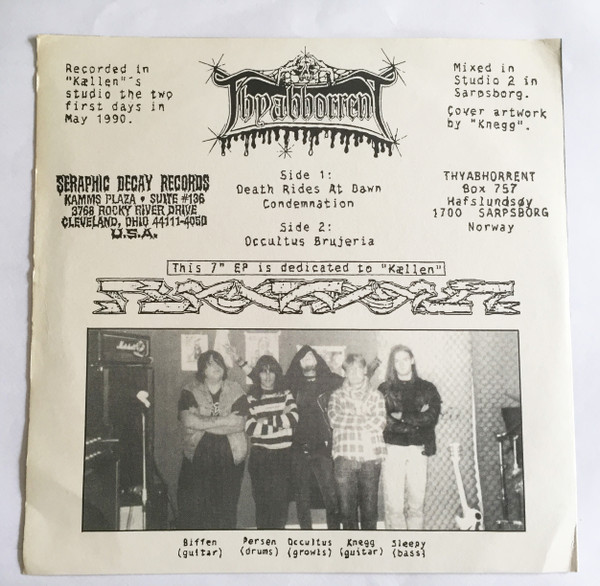 Recorded in
"Kællen"'s
studio the two
first days in
May 1990.
Thyabhorrent
Mixed in
Studio 2 in
Sarpsborg.
Cover artwork
by "Knegg".
SERAPHIC DECAY RECORDS
KAMMS PLAZA • SUITE #136
3768 ROCKY RIVER DRIVE
CLEVELAND, OHIO 44111-4050
U.S.A.
Side 1:
Death Rides At Dawn
Condemnation
Side 2:
Occultus Brujeria
THYABHORRENT
Box 757
Hafslundsøy
1700 SARPSBORG
Norway
This 7" EP is dedicated to "Kællen"
Marshall
Biffen Persen Occultus Knegg Sleepy
(guitar) (drums) (growls) (guitar) (bass)